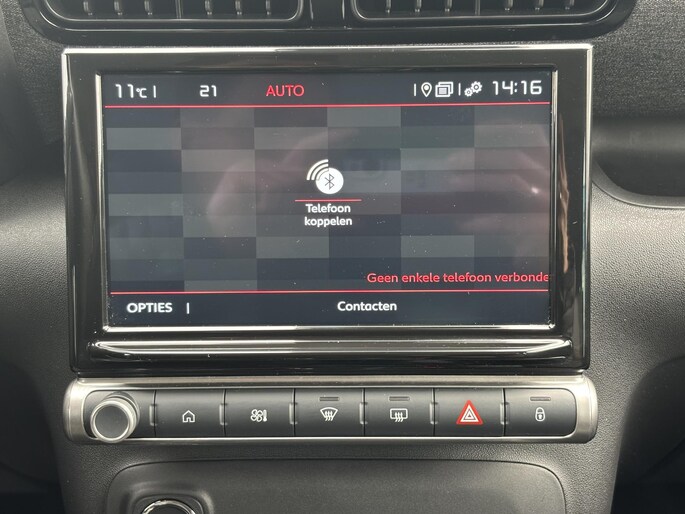 11°C 21 AUTO 14:16
Telefoon
koppelen
Geen enkele telefoon verbonde
OPTIES Contacten